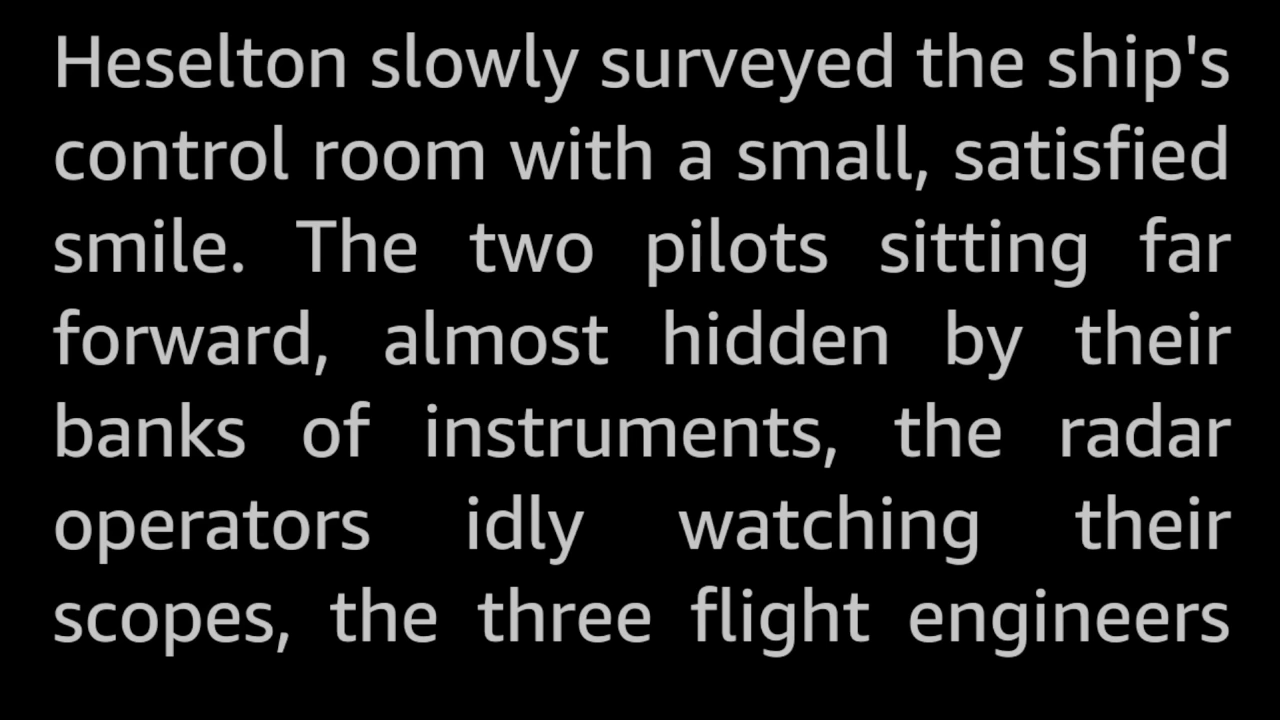 Heselton slowly surveyed the ship's
control room with a small, satisfied
smile. The two pilots sitting far
forward, almost hidden by their
banks of instruments, the radar
operators idly watching their
scopes, the three flight engineers